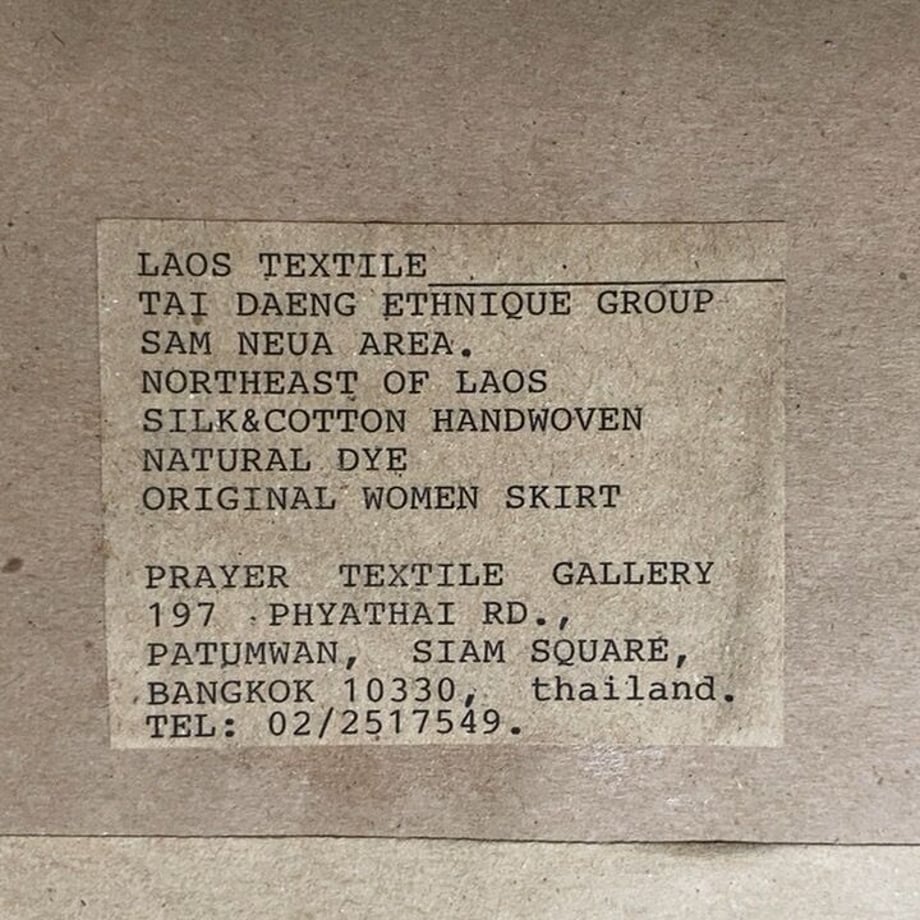 LAOS TEXTILE
TAI DAENG ETHNIQUE GROUP
SAM NEUA AREA.
NORTHEAST OF LAOS
SILK&COTTON HANDWOVEN
NATURAL DYE
ORIGINAL WOMEN SKIRT
PRAYER TEXTILE GALLERY
197 PHYATHAI RD.,
PATUMWAN, SIAM SQUARE,
BANGKOK 10330, thailand.
TEL: 02/2517549.